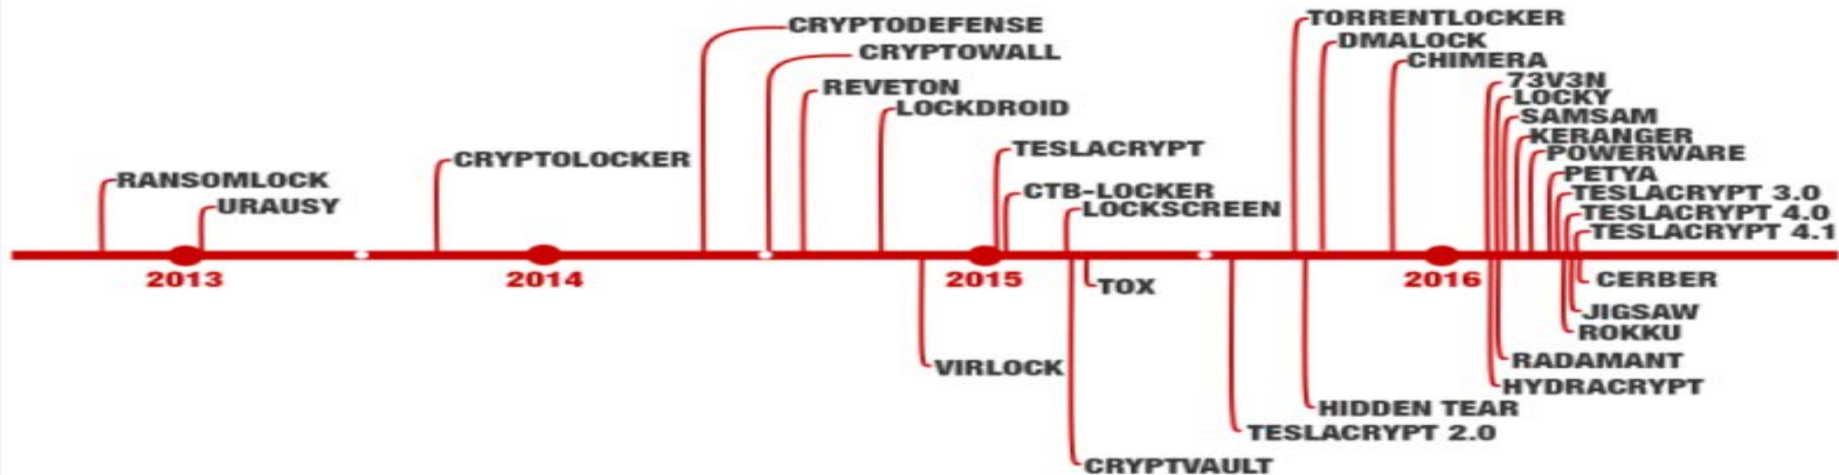 CRYPTODEFENSE
CRYPTOWALL
REVETON
LOCKDROID
TORRENTLOCKER
DMALOCK
CHIMERA
73V3N
LOCKY
SAMSAM
KERANGER
POWERWARE
PETYA
TESLACRYPT 3.0
TESLACRYPT 4.0
TESLACRYPT 4.1
RANSOMLOCK
URAUSY
CRYPTOLOCKER
TESLACRYPT
CTB-LOCKER
LOCKSCREEN
2013
2014
2015
2016
TOX
VIRLOCK
CRYPTVAULT
TESLACRYPT 2.0
HIDDEN TEAR
CERBER
JIGSAW
ROKKU
RADAMANT
HYDRACRYPT